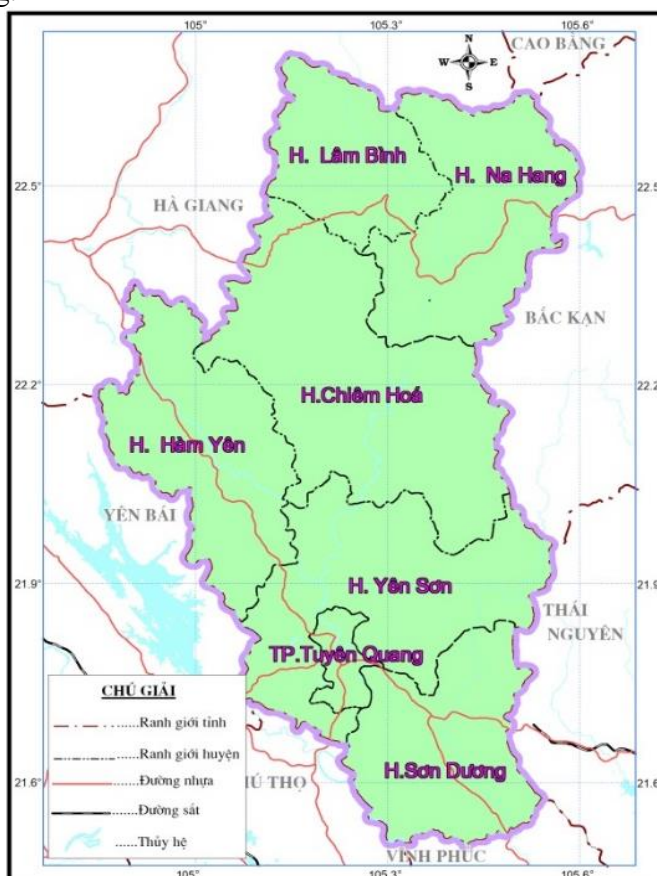 g.
105°
105.3°
105.6°
N
W E
S
CAO BẰNG
H. Lâm Bình
H. Na Hang
22.5°
HÀ GIANG
BẮC KẠN
22.2°
22.2
H.Chiêm Hoá
H. Hàm Yên
YÊN BÁI
21.9°
21.9
H. Yên Sơn
THÁI
NGUYÊN
TP.Tuyên Quang
CHÚ GIẢI
Ranh giới tỉnh
Ranh giới huyện
Đường nhựa
Đường sắt
Thủy hệ
21.6°
21.6
HÚ THỌ
H.Sơn Dương
VĨNH PHÚC
105°
105.3°
105.6°